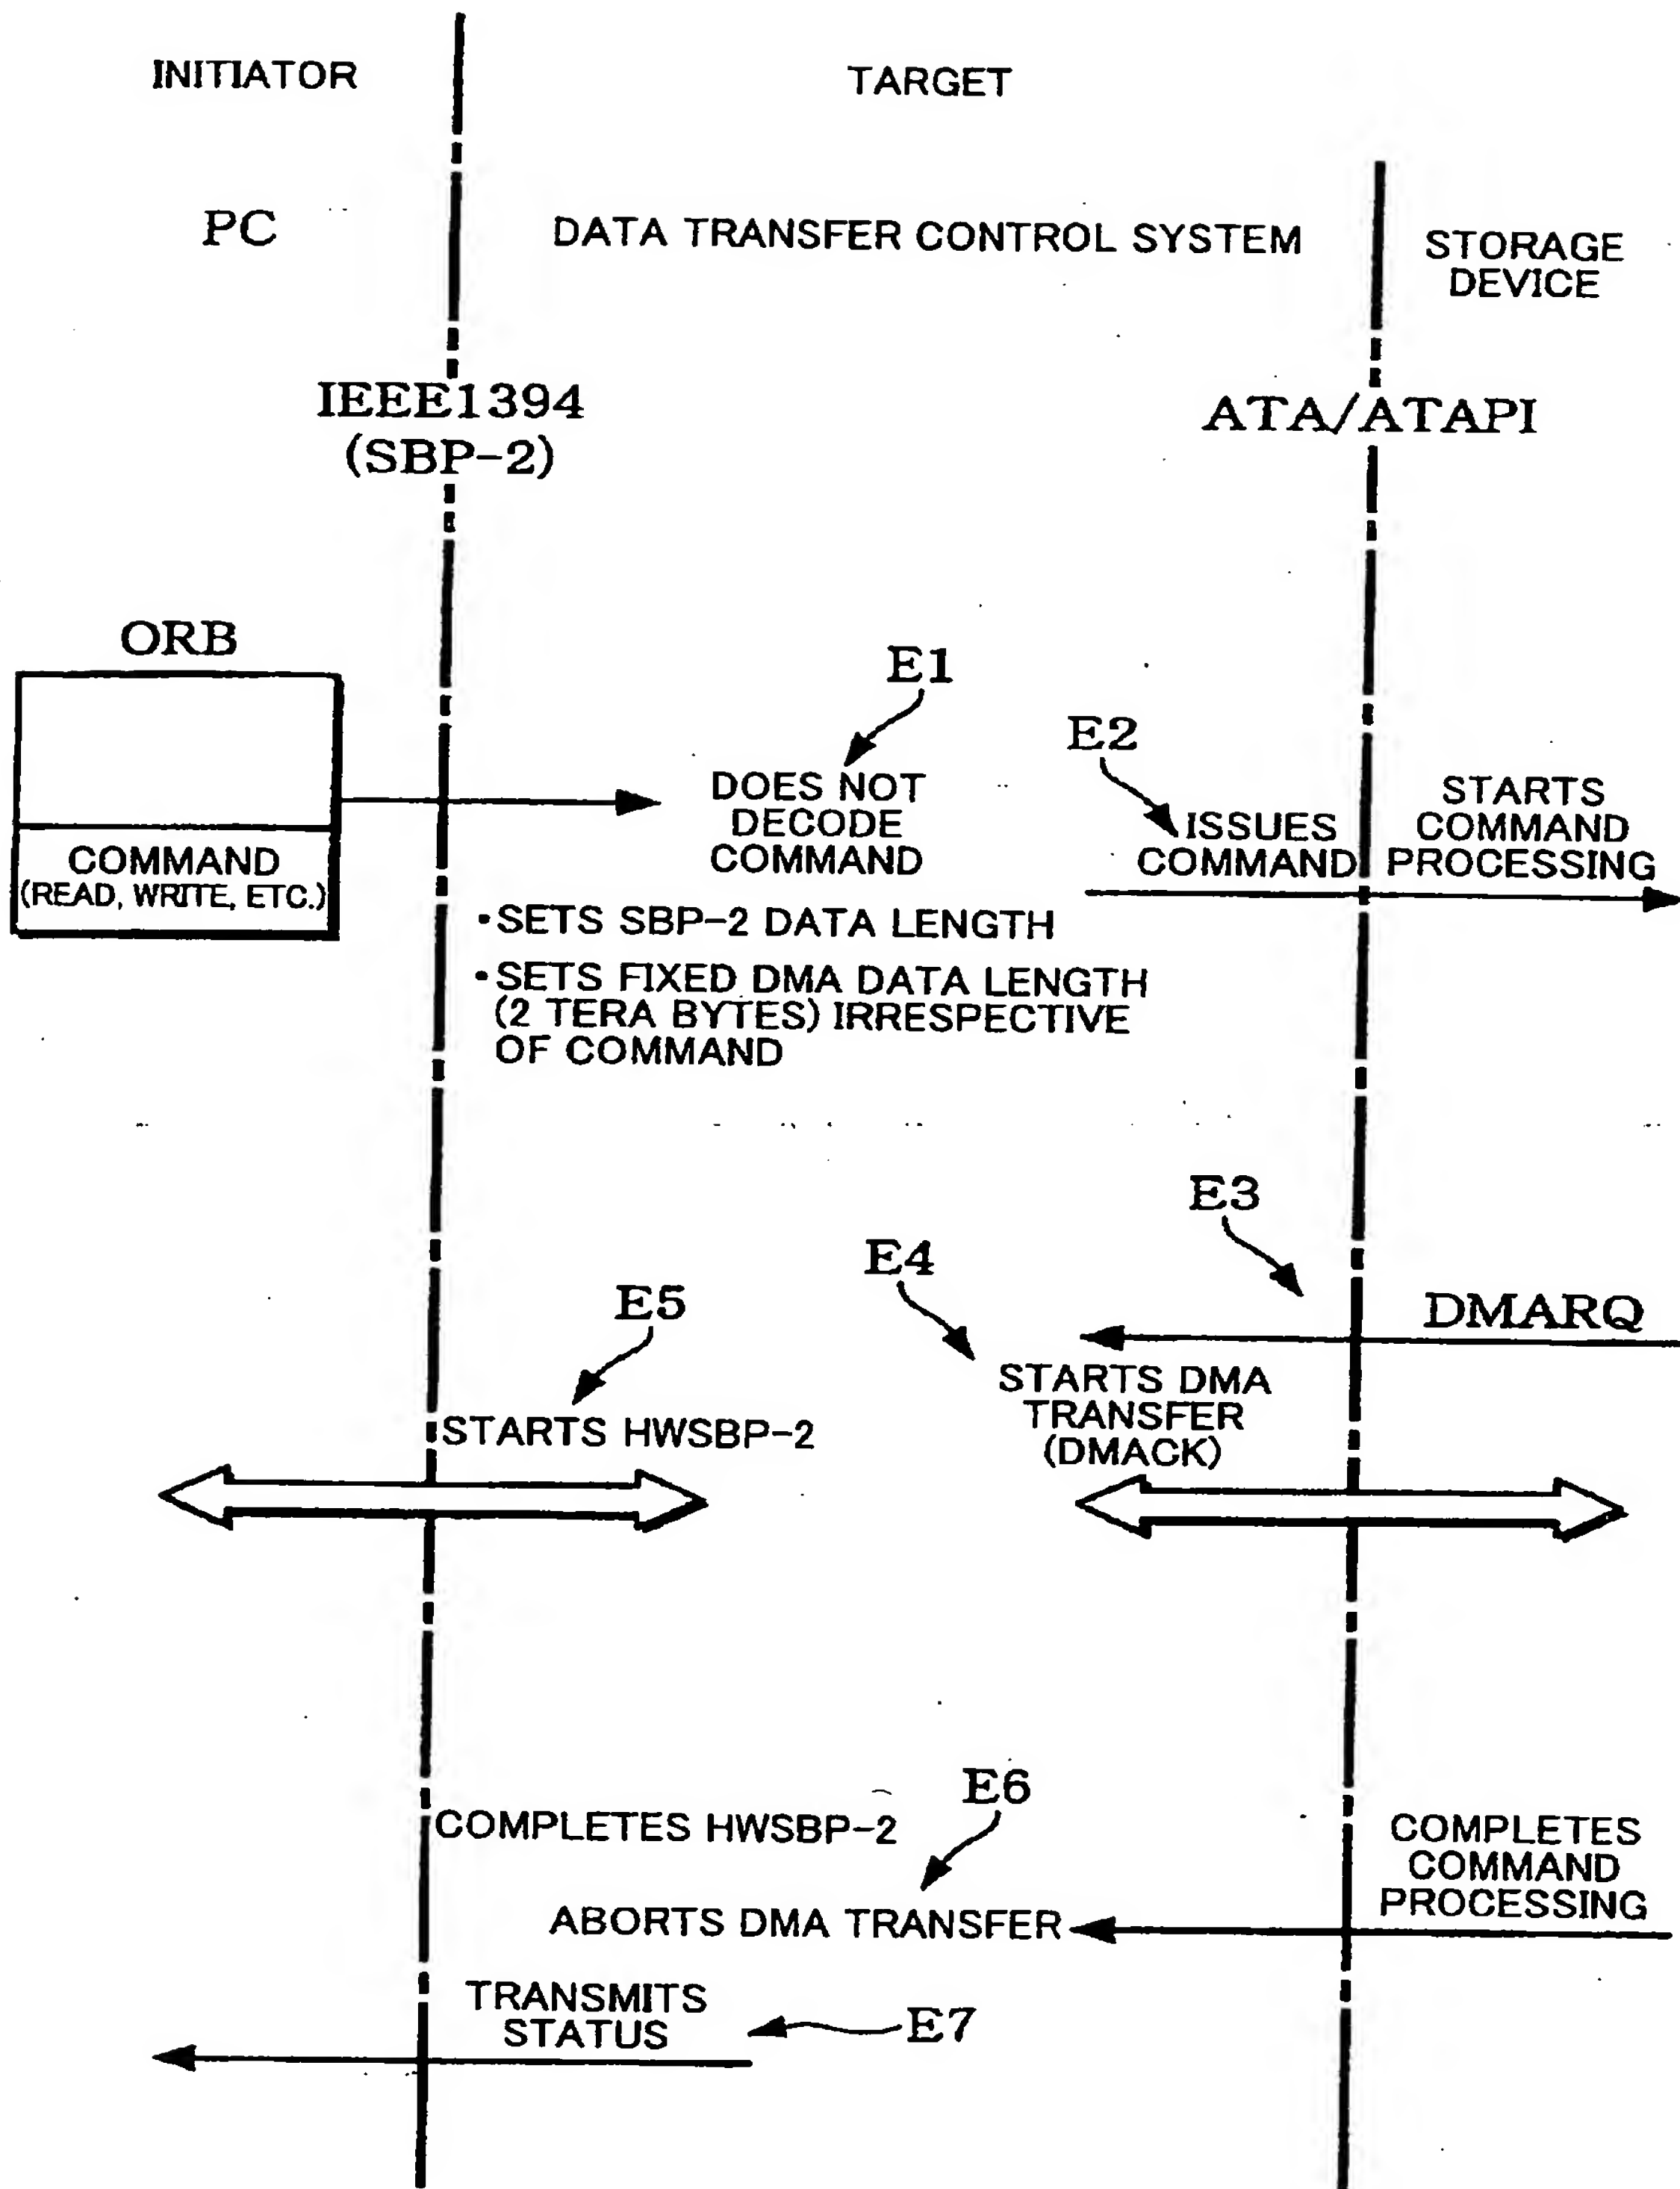 INITIATOR
TARGET
PC
DATA TRANSFER CONTROL SYSTEM
STORAGE
DEVICE
IEEE1394
(SBP-2)
ATA/ATAPI
ORB
COMMAND
(READ, WRITE, ETC.)
E1
DOES NOT
DECODE
COMMAND
E2
ISSUES
COMMAND
STARTS
COMMAND
PROCESSING
・SETS SBP-2 DATA LENGTH
・SETS FIXED DMA DATA LENGTH
(2 TERA BYTES) IRRESPECTIVE
OF COMMAND
E3
DMARQ
E4
STARTS DMA
TRANSFER
(DMACK)
E5
STARTS HWSBP-2
COMPLETES HWSBP-2
E6
ABORTS DMA TRANSFER
COMPLETES
COMMAND
PROCESSING
TRANSMITS
STATUS
E7